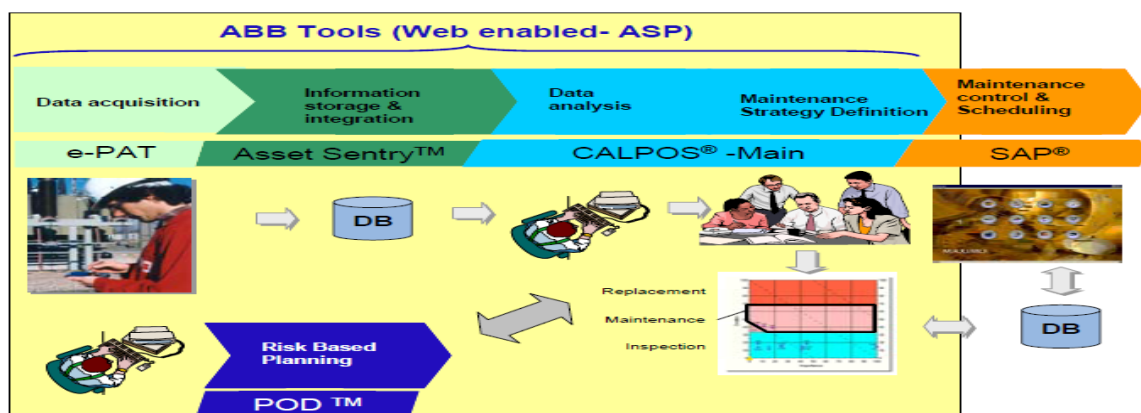 ABB Tools (Web enabled- ASP)
Data acquisition
Information
storage &
integration
Data
analysis
Maintenance
Strategy Definition
Maintenance
control &
Scheduling
e-PAT
Asset Sentry™
CALPOS® -Main
SAP®
DB
MAXIMO
Replacement
Maintenance
Inspection
DB
Risk Based
Planning
POD ™